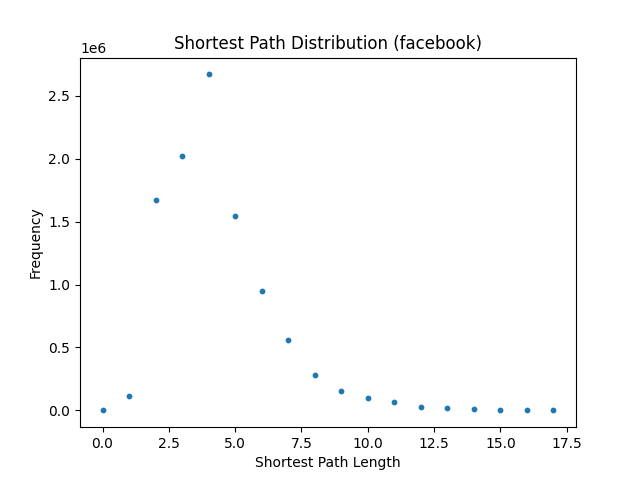 Shortest Path Distribution (facebook)
1e6
2.5
2.0
1.5
1.0
0.5
0.0
Frequency
0.0 2.5 5.0 7.5 10.0 12.5 15.0 17.5
Shortest Path Length